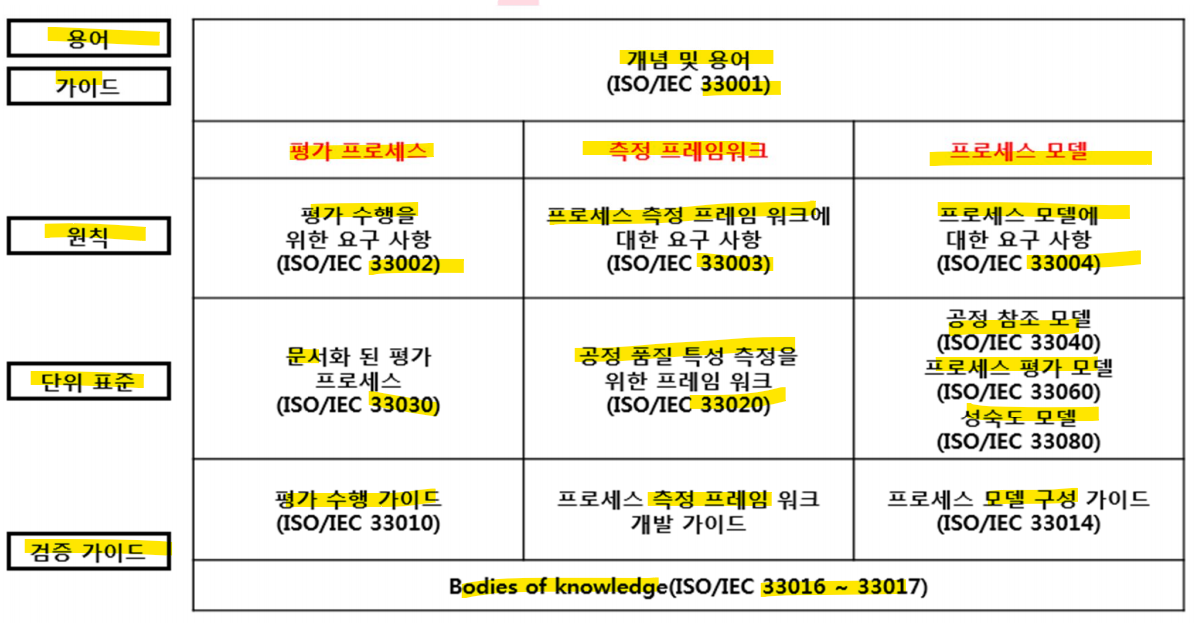 용어
가이드
개념 및 용어
(ISO/IEC 33001)
평가 프로세스
측정 프레임워크
프로세스 모델
원칙
평가 수행을
위한 요구 사항
(ISO/IEC 33002)
프로세스 측정 프레임 워크에
대한 요구 사항
(ISO/IEC 33003)
프로세스 모델에
대한 요구 사항
(ISO/IEC 33004)
단위 표준
문서화 된 평가
프로세스
(ISO/IEC 33030)
공정 품질 특성 측정을
위한 프레임 워크
(ISO/IEC 33020)
공정 참조 모델
(ISO/IEC 33040)
프로세스 평가 모델
(ISO/IEC 33060)
성숙도 모델
(ISO/IEC 33080)
검증 가이드
평가 수행 가이드
(ISO/IEC 33010)
프로세스 측정 프레임 워크
개발 가이드
프로세스 모델 구성 가이드
(ISO/IEC 33014)
Bodies of knowledge(ISO/IEC 33016 ~ 33017)